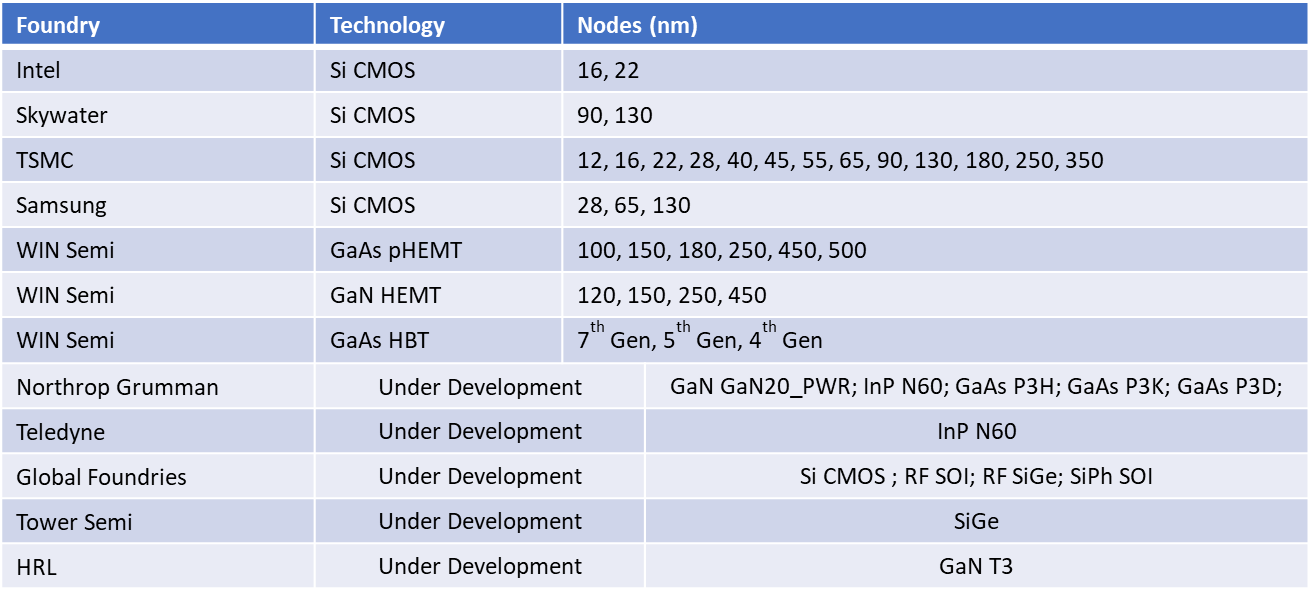 Foundry Technology Nodes (nm)
Intel Si CMOS 16, 22
Skywater Si CMOS 90, 130
TSMC Si CMOS 12, 16, 22, 28, 40, 45, 55, 65, 90, 130, 180, 250, 350
Samsung Si CMOS 28, 65, 130
WIN Semi GaAs pHEMT 100, 150, 180, 250, 450, 500
WIN Semi GaN HEMT 120, 150, 250, 450
WIN Semi GaAs HBT 7th Gen, 5th Gen, 4th Gen
Northrop Grumman Under Development GaN GaN20_PWR; InP N60; GaAs P3H; GaAs P3K; GaAs P3D;
Teledyne Under Development InP N60
Global Foundries Under Development Si CMOS ; RF SOI; RF SiGe; SiPh SOI
Tower Semi Under Development SiGe
HRL Under Development GaN T3